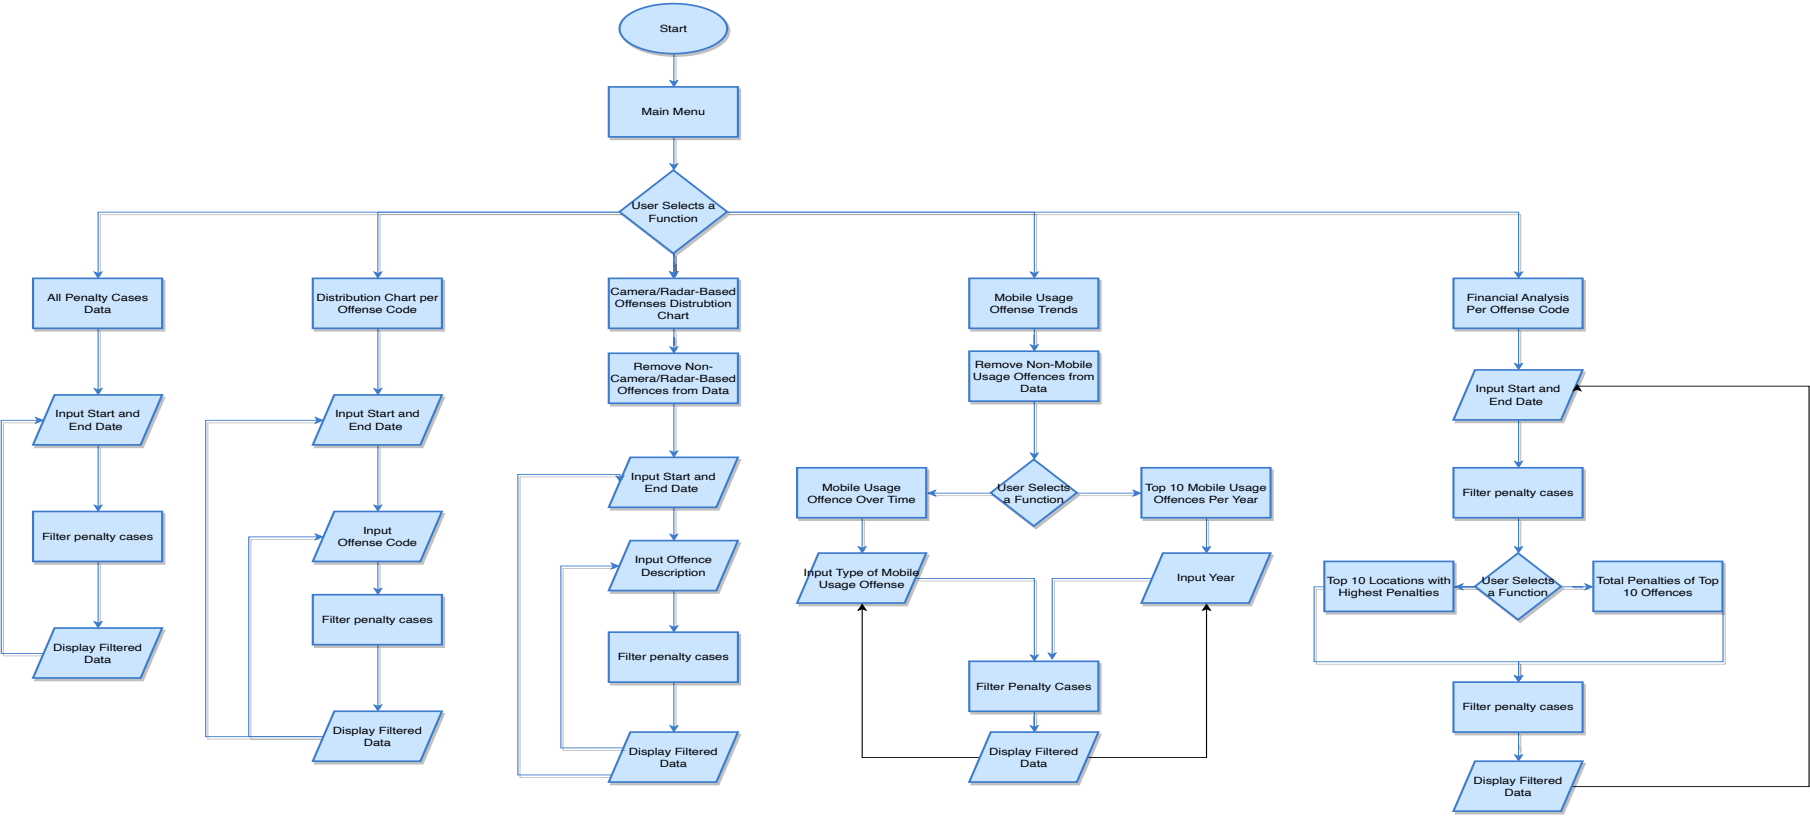 Start
Main Menu
User Selects a
Function
All Penalty Cases
Data
Input Start and
End Date
Filter penalty cases
Display Filtered
Data
Distribution Chart per
Offense Code
Input Start and
End Date
Input
Offense Code
Filter penalty cases
Display Filtered
Data
Camera/Radar-Based
Offenses Distrubtion
Chart
Remove Non-
Camera/Radar-Based
Offences from Data
Input Start and
End Date
Input Offence
Description
Filter penalty cases
Display Filtered
Data
Mobile Usage
Offense Trends
Remove Non-Mobile
Usage Offences from
Data
User Selects
a Function
Mobile Usage
Offence Over Time
Top 10 Mobile Usage
Offences Per Year
Input Type of Mobile
Usage Offense
Input Year
Filter Penalty Cases
Display Filtered
Data
Financial Analysis
Per Offense Code
Input Start and
End Date
Filter penalty cases
User Selects
a Function
Top 10 Locations with
Highest Penalties
Total Penalties of Top
10 Offences
Filter penalty cases
Display Filtered
Data